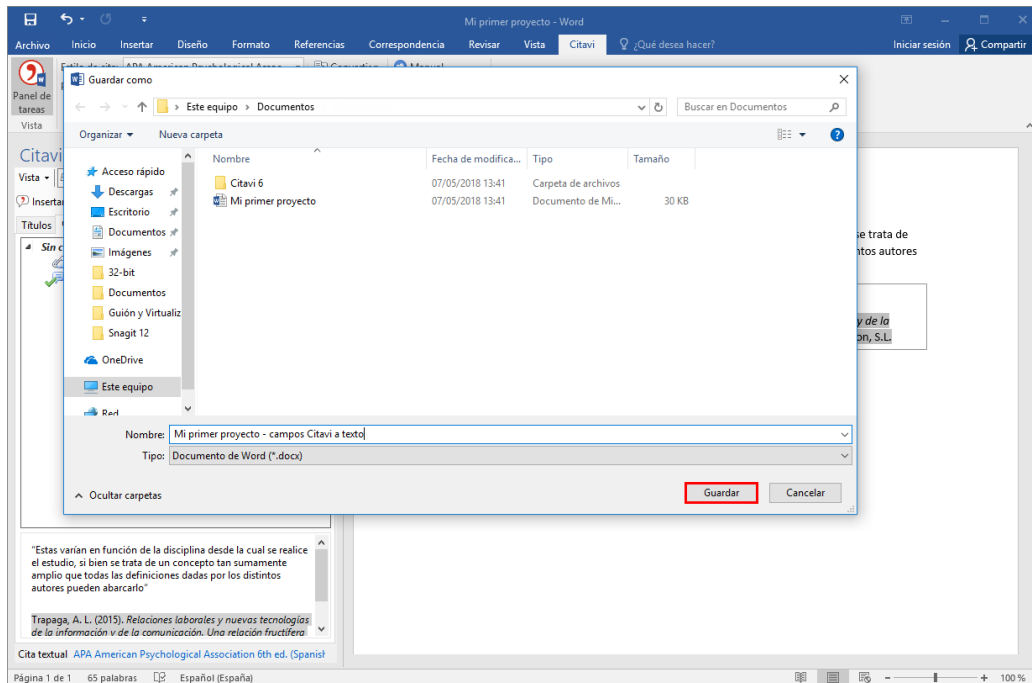 Mi primer proyecto - Word
Archivo Inicio Insertar Diseño Formato Referencias Correspondencia Revisar Vista Citavi ¿Qué desea hacer? Iniciar sesión Compartir
Panel de
tareas
Vista
Guardar como
Este equipo > Documentos
Buscar en Documentos
Organizar Nueva carpeta
Nombre Fecha de modifica... Tipo Tamaño
Citavi 6 07/05/2018 13:41 Carpeta de archivos
Mi primer proyecto 07/05/2018 13:41 Documento de Mi... 30 KB
Acceso rápido
Descargas
Escritorio
Documentos
Imágenes
32-bit
Documentos
Guión y Virtualiz
Snagit 12
OneDrive
Este equipo
Red
Nombre: Mi primer proyecto - campos Citavi a texto
Tipo: Documento de Word (*.docx)
Ocultar carpetas
Guardar Cancelar
Citavi
Vista
Inserta
Títulos
Sin c
se trata de
ntos autores
y de la
on, S.L.
"Estas varían en función de la disciplina desde la cual se realice
el estudio, si bien se trata de un concepto tan sumamente
amplio que todas las definiciones dadas por los distintos
autores pueden abarcarlo"
Trapaga, A. L. (2015). Relaciones laborales y nuevas tecnologías
de la información y de la comunicación. Una relación fructífera
Cita textual APA American Psychological Association 6th ed. (Spanish
Página 1 de 1 65 palabras Español (España) 100 %